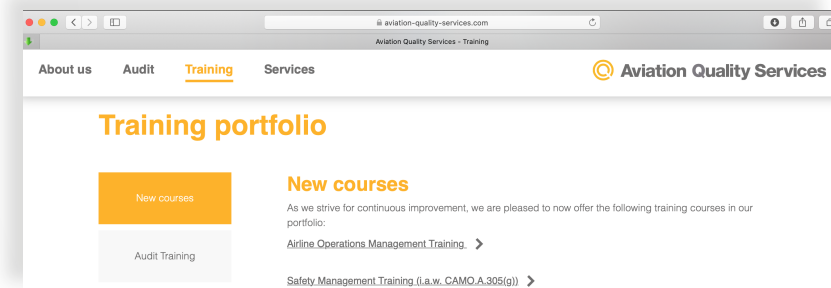 aviation-quality-services.com
Aviation Quality Services - Training
About us Audit Training Services Aviation Quality Services
Training portfolio
New courses
Audit Training
New courses
As we strive for continuous improvement, we are pleased to now offer the following training courses in our
portfolio:
Airline Operations Management Training
Safety Management Training (i.a.w. CAMO.A.305(g))